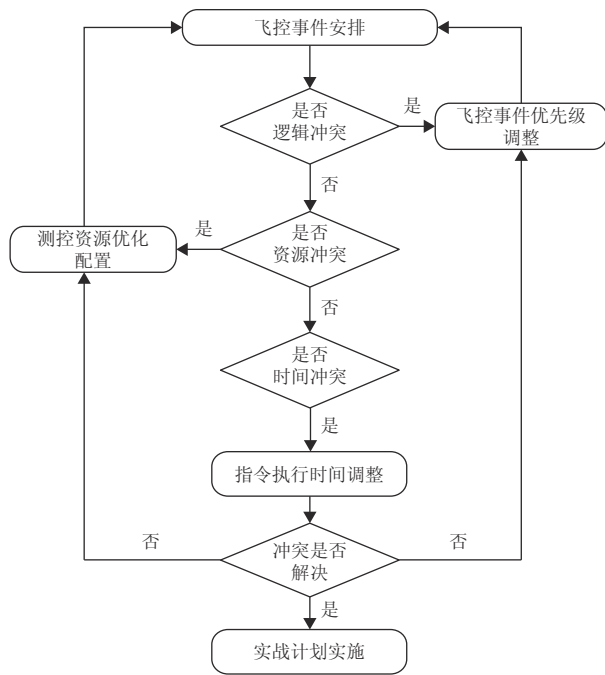 飞控事件安排
是否
逻辑冲突
是
飞控事件优先级
调整
否
是否
资源冲突
是
测控资源优化
配置
否
是否
时间冲突
是
指令执行时间调整
冲突是否
解决
否
否
是
实战计划实施